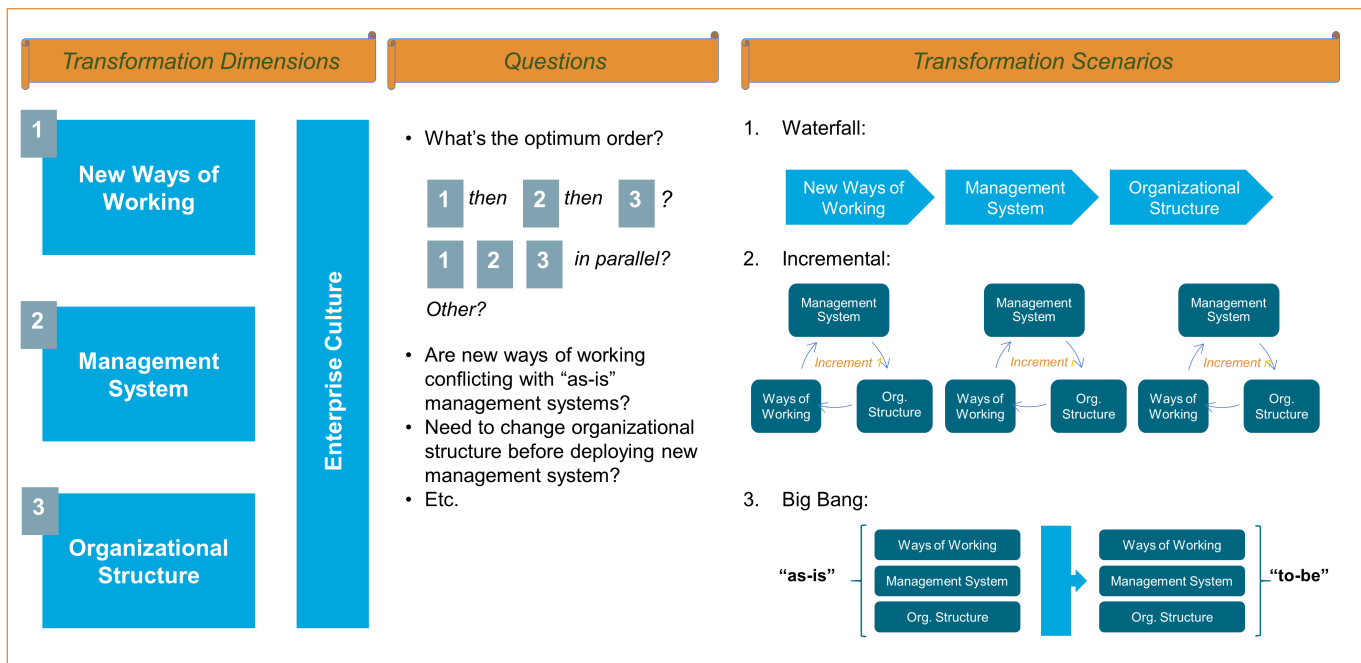 Transformation Dimensions
Questions
Transformation Scenarios
1
New Ways of
Working
2
Management
System
3
Organizational
Structure
Enterprise Culture
• What’s the optimum order?
1 then 2 then 3 ?
1 2 3 in parallel?
Other?
• Are new ways of working
conflicting with “as-is”
management systems?
• Need to change organizational
structure before deploying new
management system?
• Etc.
1. Waterfall:
New Ways of
Working
Management
System
Organizational
Structure
2. Incremental:
Management
System
Increment 1
Ways of
Working
Org.
Structure
Management
System
Increment i
Ways of
Working
Org.
Structure
Management
System
Increment n
Ways of
Working
Org.
Structure
3. Big Bang:
“as-is”
Ways of Working
Management System
Org. Structure
Ways of Working
Management System
Org. Structure
“to-be”